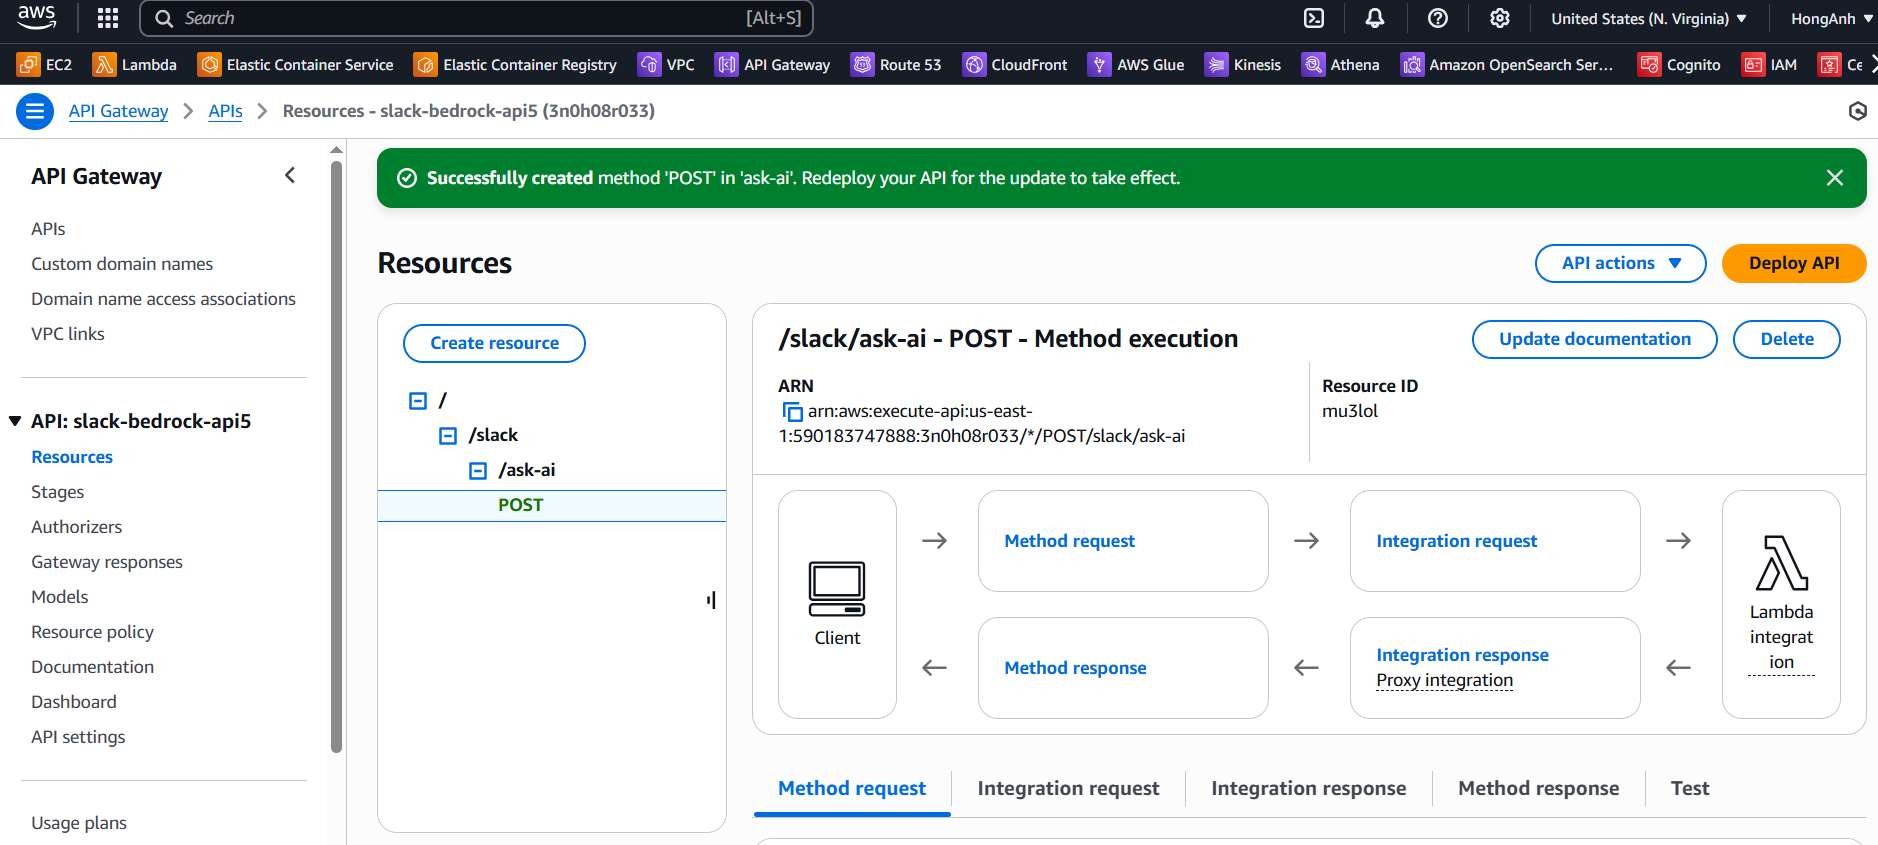 aws
Search
[Alt+S]
United States (N. Virginia)
HongAnh
EC2
Lambda
Elastic Container Service
Elastic Container Registry
VPC
API Gateway
Route 53
CloudFront
AWS Glue
Kinesis
Athena
Amazon OpenSearch Ser...
Cognito
IAM
Ce
API Gateway
APIs
Resources - slack-bedrock-api5 (3n0h08r033)
API Gateway
APIs
Custom domain names
Domain name access associations
VPC links
API: slack-bedrock-api5
Resources
Stages
Authorizers
Gateway responses
Models
Resource policy
Documentation
Dashboard
API settings
Usage plans
Successfully created method 'POST' in 'ask-ai'. Redeploy your API for the update to take effect.
Resources
API actions
Deploy API
Create resource
/
/slack
/ask-ai
POST
/slack/ask-ai - POST - Method execution
Update documentation
Delete
ARN
arn:aws:execute-api:us-east-
1:590183747888:3n0h08r033/*/POST/slack/ask-ai
Resource ID
mu3lol
Client
Method request
Integration request
Lambda
integrat
ion
Method response
Integration response
Proxy integration
Method request
Integration request
Integration response
Method response
Test